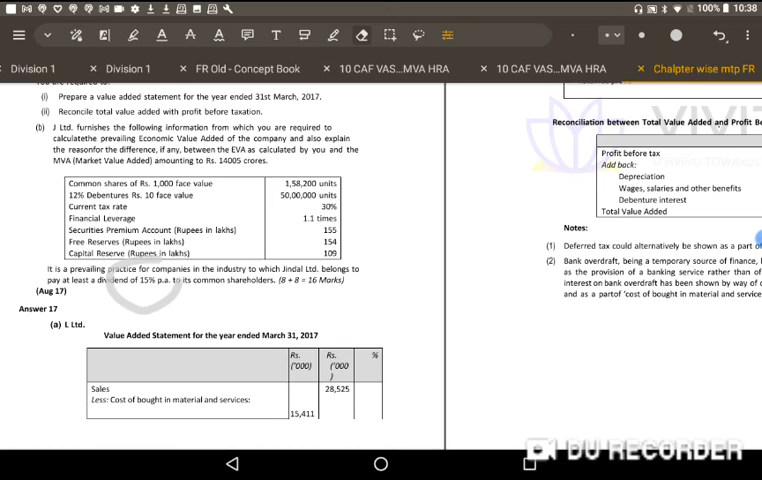 100% 10:38
Division 1 × Division 1 × FR Old - Concept Book × 10 CAF VAS...MV HRA × 10 CAF VAS...MVV HRA × Chalpter wise mtp FR
(i) Prepare a value added statement for the year ended 31st March, 2017.
(ii) Reconcile total value added with profit before taxation.
(b) J Ltd. furnishes the following information from which you are required to
calculatethe prevailing Economic Value Added of the company and also explain
the reasonfor the difference, if any, between the EVA as calculated by you and the
MVA (Market Value Added) amounting to Rs. 14005 crores.
Common shares of Rs. 1,000 face value 1,58,200 units
12% Debentures Rs. 10 face value 50,00,000 units
Current tax rate 30%
Financial Leverage 1.1 times
Securities Premium Account (Rupees in lakhs) 155
Free Reserves (Rupees in lakhs) 154
Capital Reserve (Rupees in lakhs) 109
It is a prevailing practice for companies in the industry to which Jindal Ltd. belongs to
pay at least a dividend of 15% p.a. to its common shareholders. (8 + 8 = 16 Marks)
(Aug 17)
Answer 17
(a) L Ltd.
Value Added Statement for the year ended March 31, 2017
Rs. Rs. %
('000) ('000
)
Sales 28,525
Less: Cost of bought in material and services:
15,411
VIVI
Reconciliation between Total Value Added and Profit Be
Profit before tax
Add back:
Depreciation
Wages, salaries and other benefits
Debenture interest
Total Value Added
Notes:
(1) Deferred tax could alternatively be shown as a part o
(2) Bank overdraft, being a temporary source of finance,
as the provision of a banking service rather than of
interest on bank overdraft has been shown by way of
and as a partof 'cost of bought in material and service
DU RECORDER